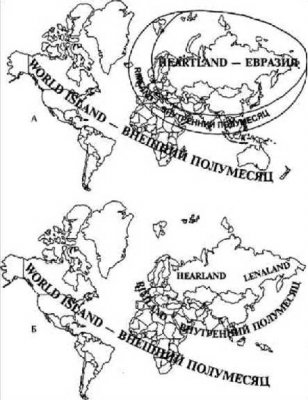 HEARTLAND – ЕВРАЗИЯ
ВНУТРЕННИЙ ПОЛУМЕСЯЦ
WORLD ISLAND – ВНЕШНИЙ ПОЛУМЕСЯЦ
А
HEARLAND
LENALAND
ВНУТРЕННИЙ ПОЛУМЕСЯЦ
WORLD ISLAND – ВНЕШНИЙ ПОЛУМЕСЯЦ
Б